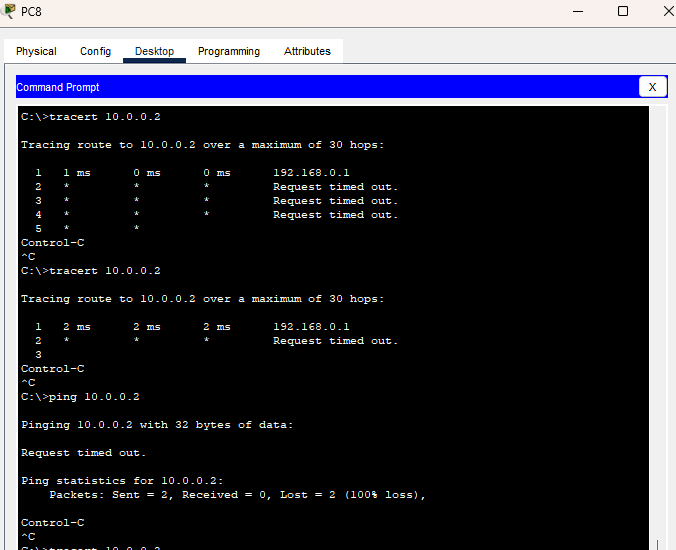 PC8
Physical Config Desktop Programming Attributes
Command Prompt X
C:\>tracert 10.0.0.2
Tracing route to 10.0.0.2 over a maximum of 30 hops:
1 1 ms 0 ms 0 ms 192.168.0.1
2 * * * Request timed out.
3 * * * Request timed out.
4 * * * Request timed out.
5 * *
Control-C
^C
C:\>tracert 10.0.0.2
Tracing route to 10.0.0.2 over a maximum of 30 hops:
1 2 ms 2 ms 2 ms 192.168.0.1
2 * * * Request timed out.
3
Control-C
^C
C:\>ping 10.0.0.2
Pinging 10.0.0.2 with 32 bytes of data:
Request timed out.
Ping statistics for 10.0.0.2:
Packets: Sent = 2, Received = 0, Lost = 2 (100% loss),
Control-C
^C
C:\>tracert 10.0.0.2